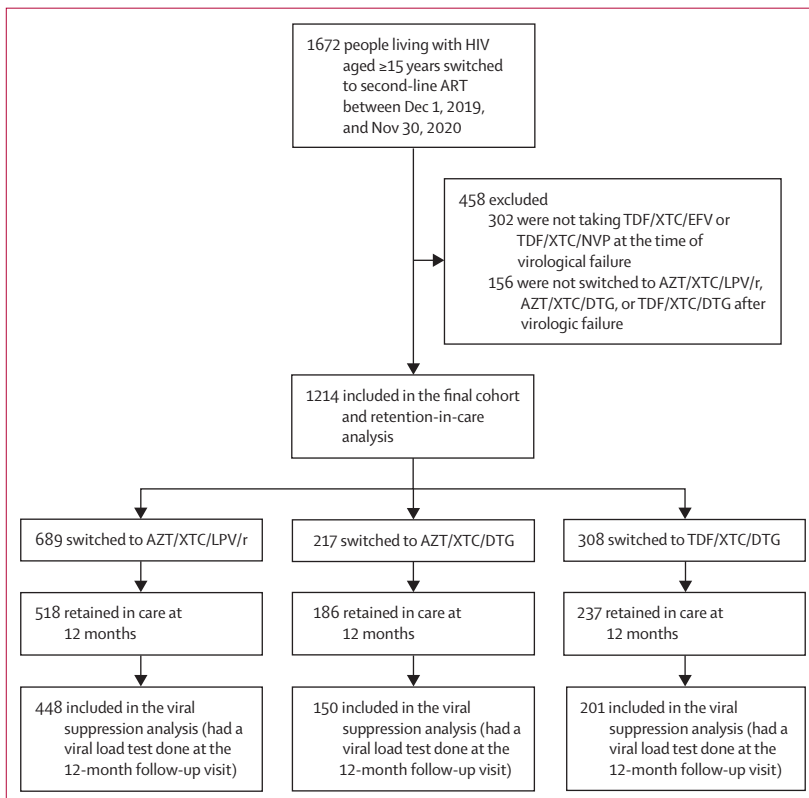 1672 people living with HIV
aged ≥15 years switched
to second-line ART
between Dec 1, 2019,
and Nov 30, 2020
458 excluded
302 were not taking TDF/XTC/EFV or
TDF/XTC/NVP at the time of
virological failure
156 were not switched to AZT/XTC/LPV/r,
AZT/XTC/DTG, or TDF/XTC/DTG after
virologic failure
1214 included in the final cohort
and retention-in-care
analysis
689 switched to AZT/XTC/LPV/r
217 switched to AZT/XTC/DTG
308 switched to TDF/XTC/DTG
518 retained in care at
12 months
186 retained in care at
12 months
237 retained in care at
12 months
448 included in the viral
suppression analysis (had a
viral load test done at the
12-month follow-up visit)
150 included in the viral
suppression analysis (had a
viral load test done at the
12-month follow-up visit)
201 included in the viral
suppression analysis (had a
viral load test done at the
12-month follow-up visit)